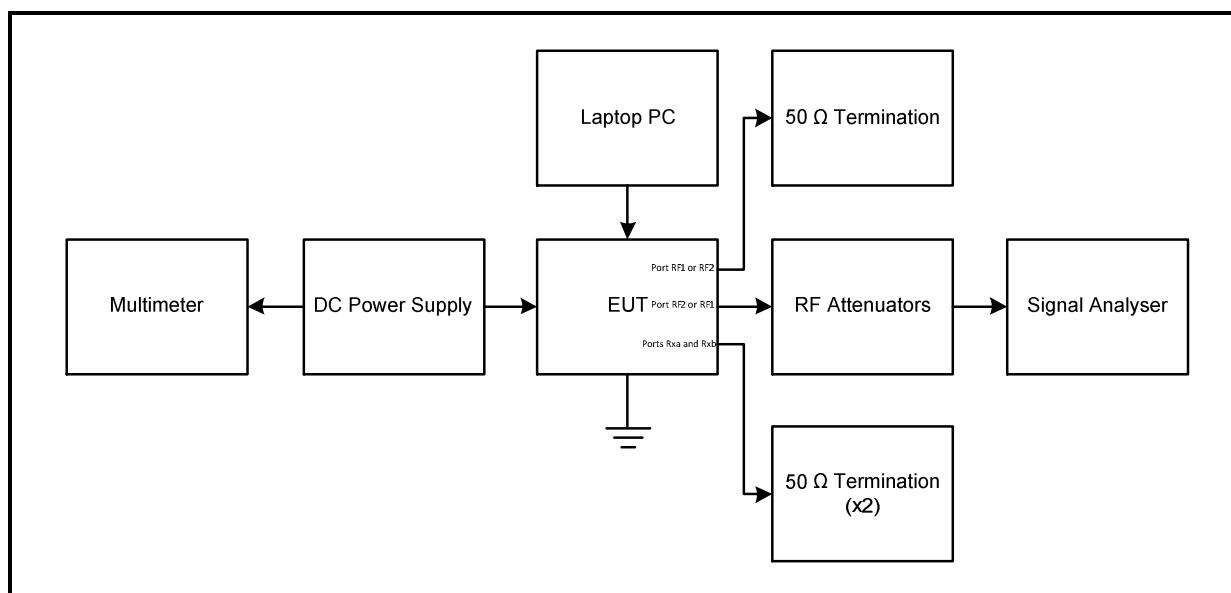 Laptop PC
50 Ω Termination
Multimeter
DC Power Supply
EUT
Port RF1 or RF2
Port RF2 or RF1
Ports Rxa and Rxb
RF Attenuators
Signal Analyser
50 Ω Termination
(x2)